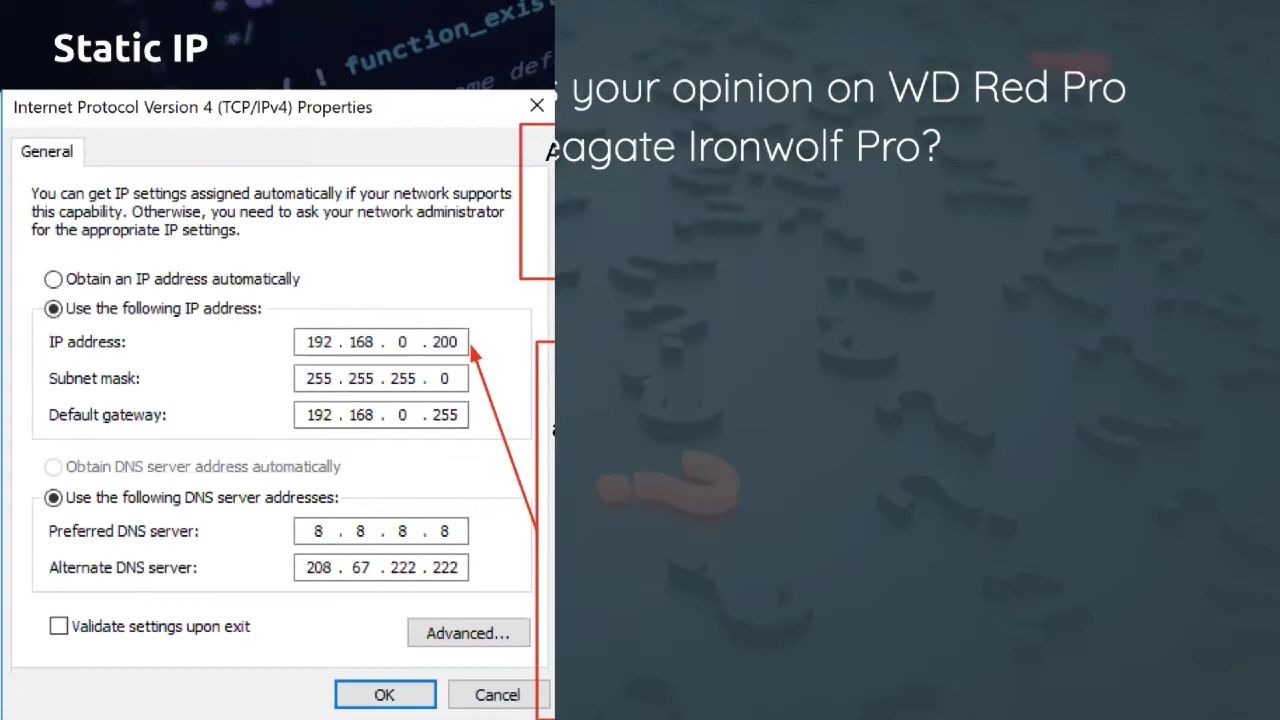 Static IP
*/
function_exis
{ !
ome def
s your opinion on WD Red Pro
eagate Ironwolf Pro?
Internet Protocol Version 4 (TCP/IPv4) Properties
General
You can get IP settings assigned automatically if your network supports
this capability. Otherwise, you need to ask your network administrator
for the appropriate IP settings.
Obtain an IP address automatically
Use the following IP address:
IP address: 192 . 168 . 0 . 200
Subnet mask: 255 . 255 . 255 . 0
Default gateway: 192 . 168 . 0 . 255
Obtain DNS server address automatically
Use the following DNS server addresses:
Preferred DNS server: 8 . 8 . 8 . 8
Alternate DNS server: 208 . 67 . 222 . 222
Validate settings upon exit
Advanced...
OK Cancel